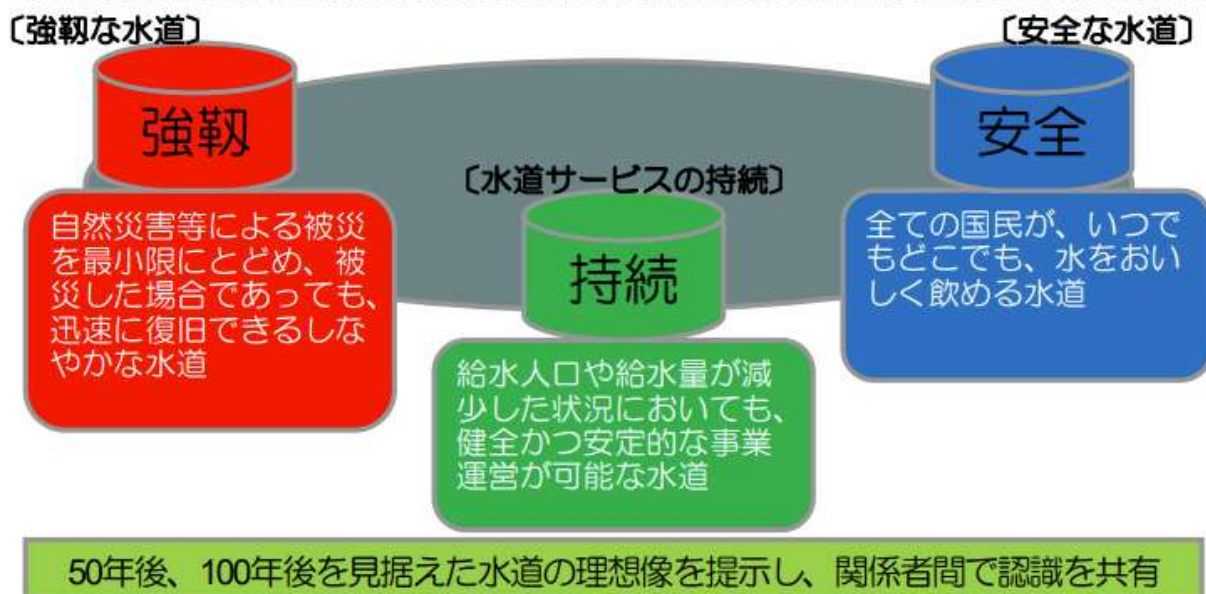 〔強靱な水道〕
〔安全な水道〕
強靱
安全
〔水道サービスの持続〕
持続
自然災害等による被災
を最小限にとどめ、被
災した場合であっても、
迅速に復旧できるしな
やかな水道
全ての国民が、いつで
もどこでも、水をおい
しく飲める水道
給水人口や給水量が減
少した状況においても、
健全かつ安定的な事業
運営が可能な水道
50年後、100年後を見据えた水道の理想像を提示し、関係者間で認識を共有